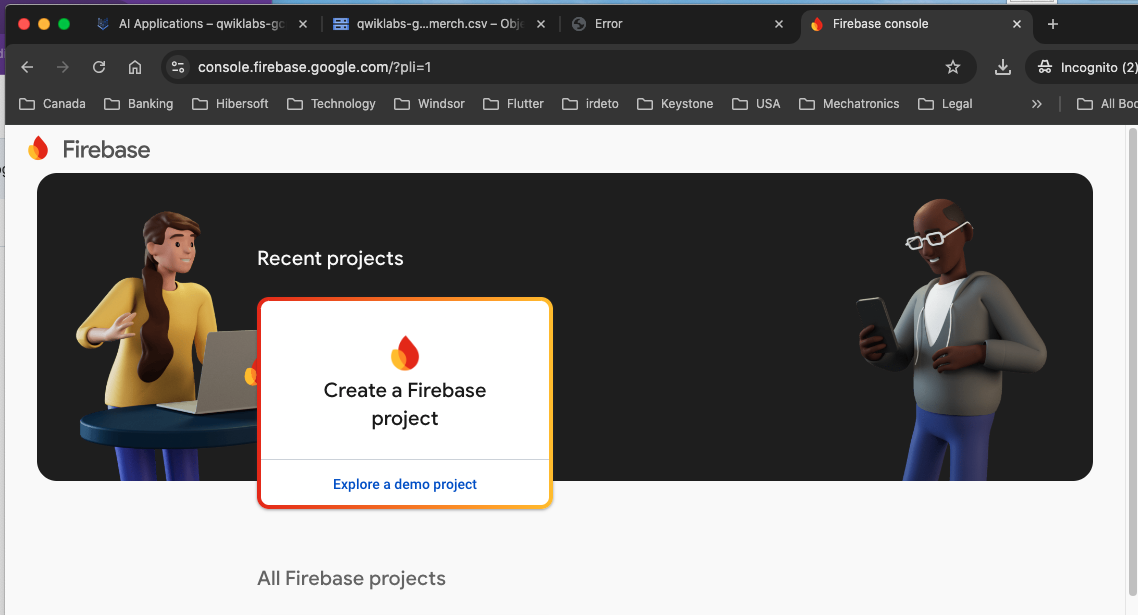 AI Applications – qwiklabs-gc
qwiklabs-g...merch.csv – Obje
Error
Firebase console
console.firebase.google.com/?pli=1
Incognito (2)
Canada
Banking
Hibersoft
Technology
Windsor
Flutter
irdeto
Keystone
USA
Mechatronics
Legal
»
All Boo
Firebase
Recent projects
Create a Firebase
project
Explore a demo project
All Firebase projects